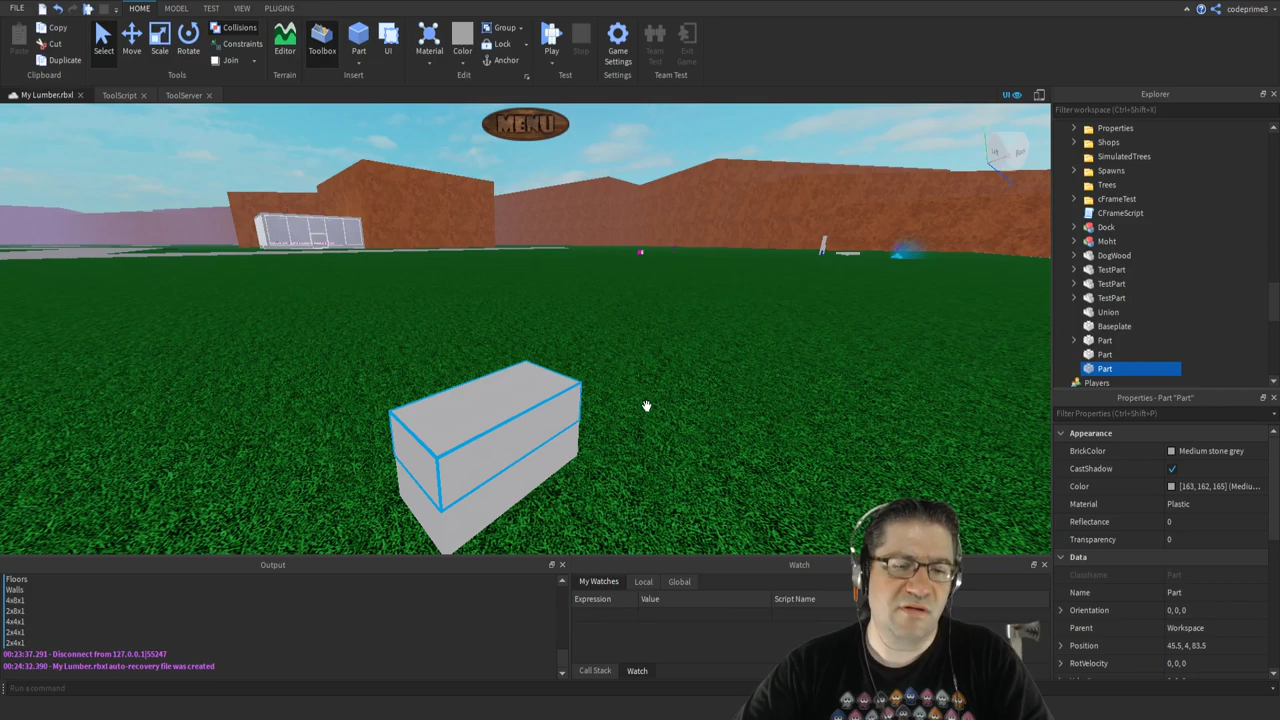 FILE HOME MODEL TEST VIEW PLUGINS codeprime8
Paste Copy Cut Duplicate Clipboard
Select Move Scale Rotate Collisions Constraints Join Tools
Editor Terrain
Toolbox Part UI Insert
Material Color Group Lock Anchor Edit
Play Stop Test
Game Settings Settings
Team Test Exit Game Team Test
My Lumber.rbxl ToolScript ToolServer UI
MENU
Explorer
Filter workspace (Ctrl+Shift+X)
Properties
Shops
SimulatedTrees
Spawns
Trees
cFrameTest
CFrameScript
Dock
Moht
DogWood
TestPart
TestPart
TestPart
Union
Baseplate
Part
Part
Part
Players
Properties - Part "Part"
Filter Properties (Ctrl+Shift+P)
Appearance
BrickColor Medium stone grey
CastShadow
Color [163, 162, 165] (Mediu...
Material Plastic
Reflectance 0
Transparency 0
Data
ClassName Part
Name Part
Orientation 0, 0, 0
Parent Workspace
Position 45.5, 4, 83.5
RotVelocity 0, 0, 0
Output
Floors
Walls
4x8x1
2x8x1
4x4x1
2x4x1
2x4x1
00:23:37.291 - Disconnect from 127.0.0.1|55247
00:24:32.390 - My Lumber.rbxl auto-recovery file was created
Watch
My Watches Local Global
Expression Value Script Name
Call Stack Watch
Run a command